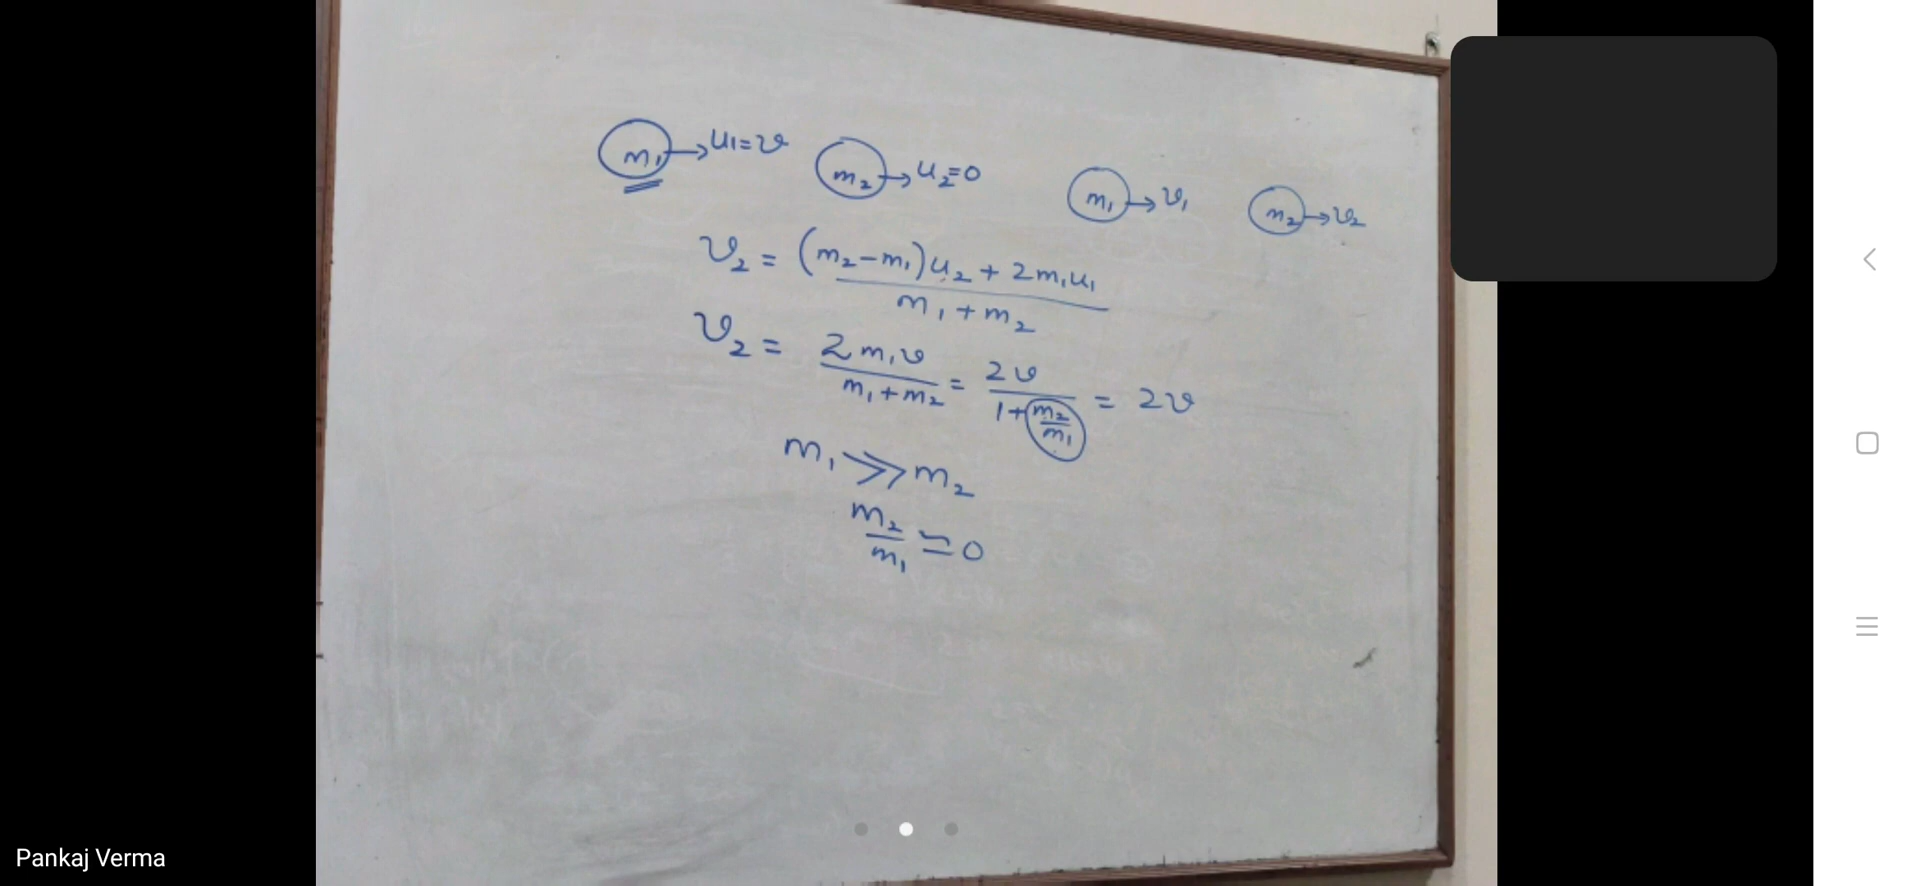 m₁ → u₁=v m₂ → u₂=0 m₁ → v₁ m₂ → v₂
v₂ = (m₂-m₁)u₂ + 2m₁u₁ / m₁+m₂
v₂ = 2m₁v / m₁+m₂ = 2v / 1+m₂/m₁ = 2v
m₁ >> m₂
m₂/m₁ ≃ 0
Pankaj Verma